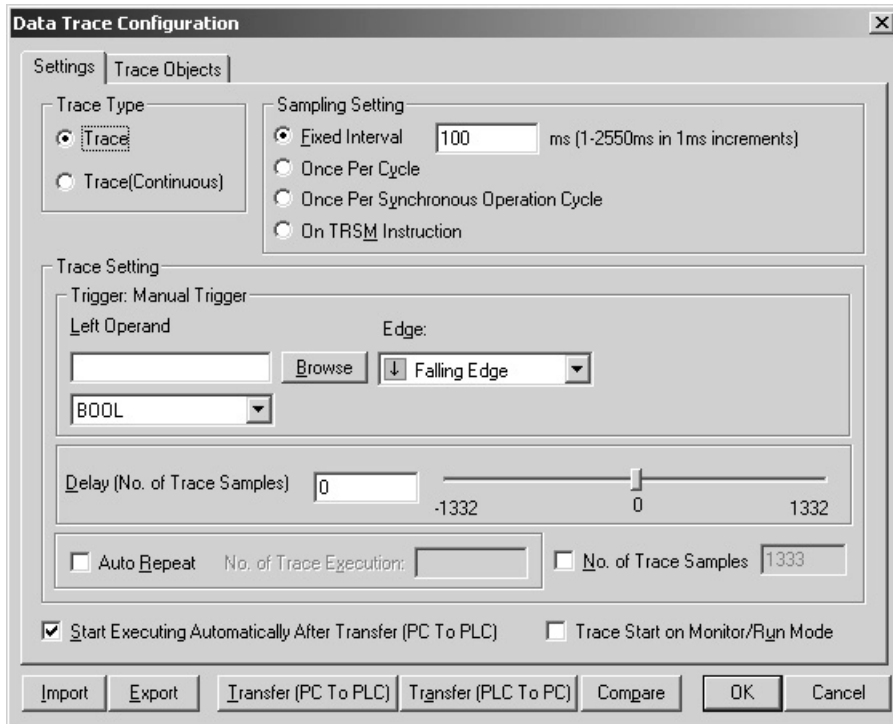 Data Trace Configuration
Settings
Trace Objects
Trace Type
Trace
Trace(Continuous)
Sampling Setting
Fixed Interval
100
ms (1-2550ms in 1ms increments)
Once Per Cycle
Once Per Synchronous Operation Cycle
On TRSM Instruction
Trace Setting
Trigger: Manual Trigger
Left Operand
Edge:
Browse
Falling Edge
BOOL
Delay (No. of Trace Samples)
0
-1332
0
1332
Auto Repeat
No. of Trace Execution:
No. of Trace Samples
1333
Start Executing Automatically After Transfer (PC To PLC)
Trace Start on Monitor/Run Mode
Import
Export
Transfer (PC To PLC)
Transfer (PLC To PC)
Compare
OK
Cancel